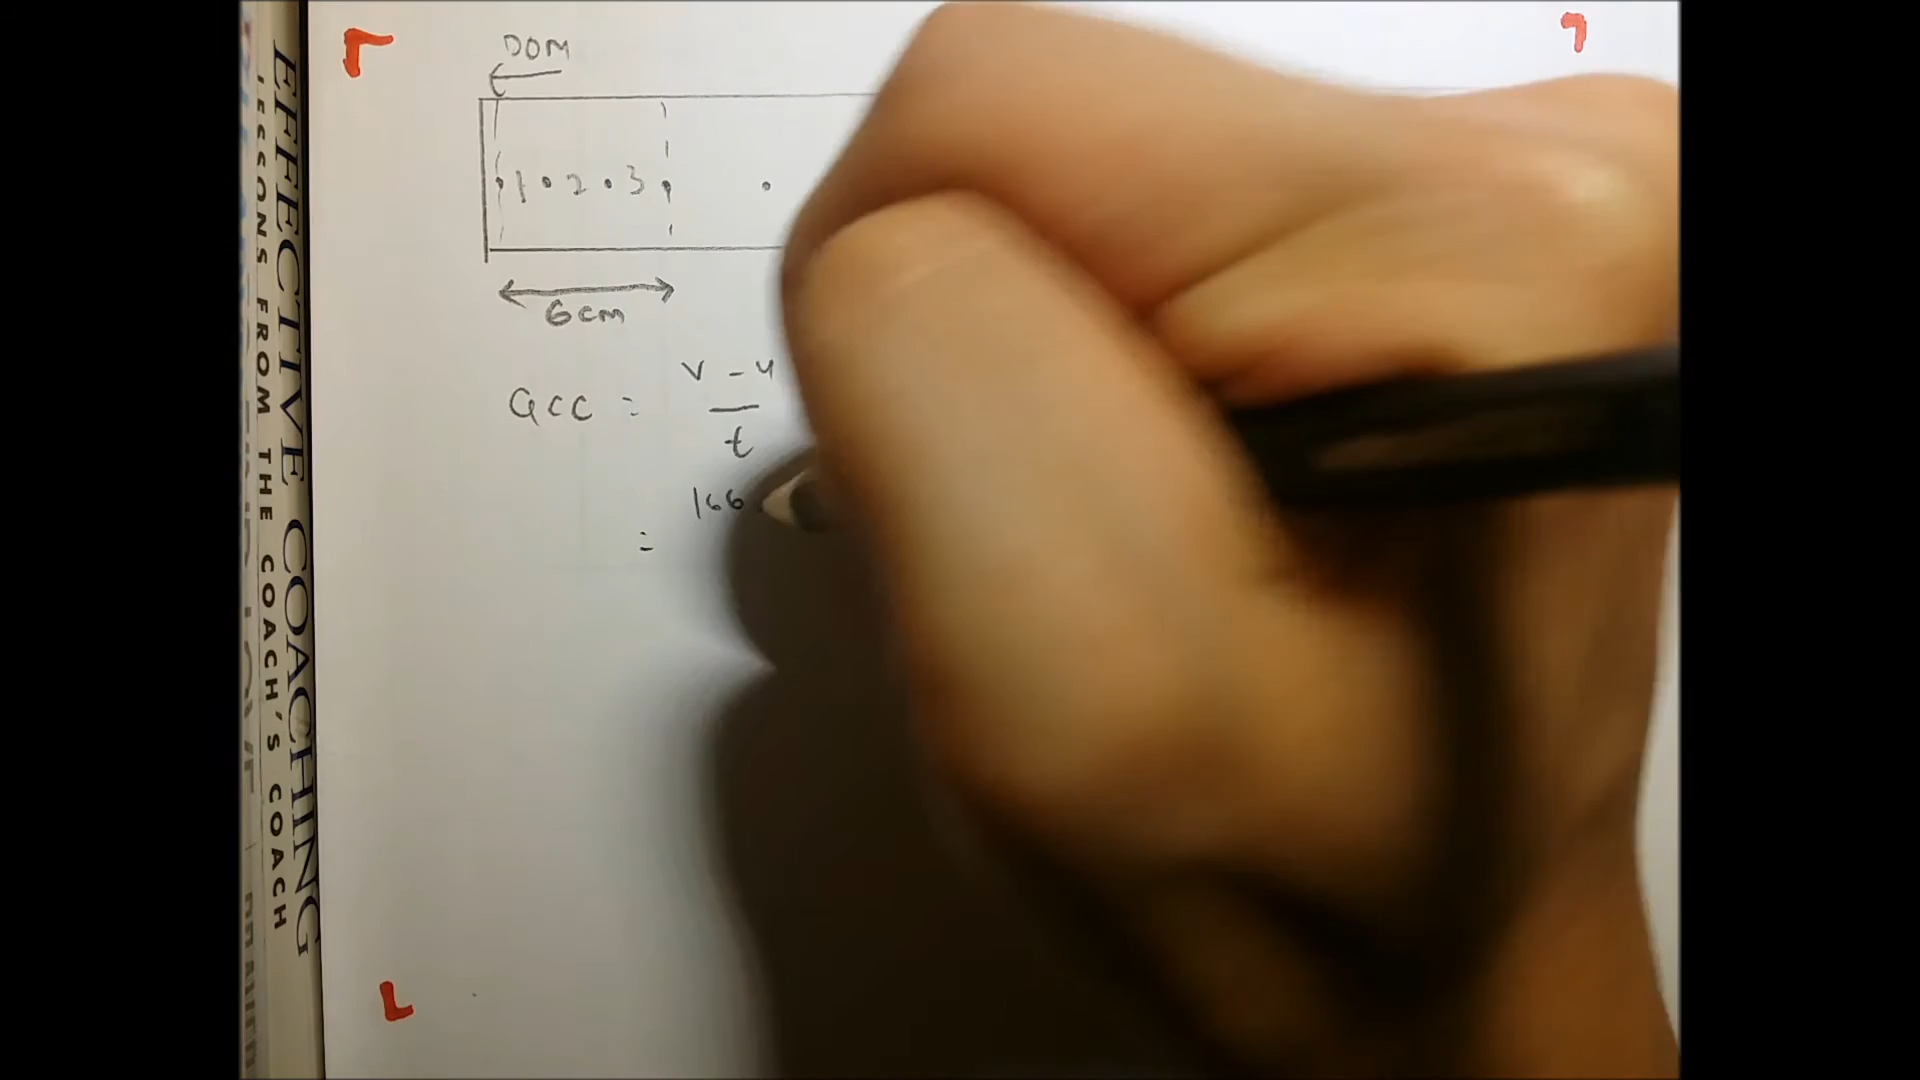 EFFECTIVE COACHING
LESSONS FROM THE COACH'S COACH
DOM
1 2 3
6cm
acc = v - u
t
= 166